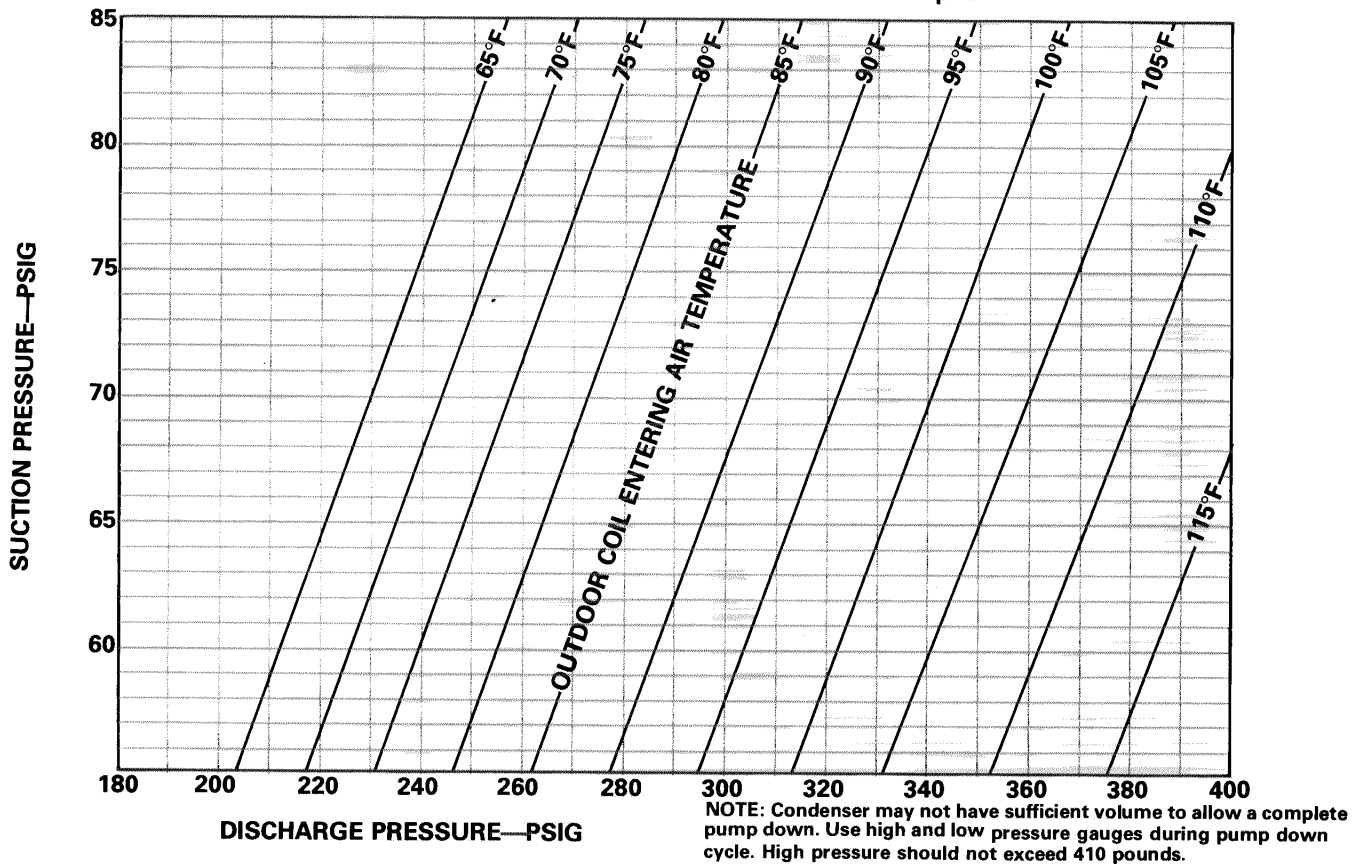 85
80
75
70
65
60
SUCTION PRESSURE—PSIG
65°F
70°F
75°F
80°F
85°F
90°F
95°F
100°F
105°F
110°F
115°F
OUTDOOR COIL ENTERING AIR TEMPERATURE
180 200 220 240 260 280 300 320 340 360 380 400
DISCHARGE PRESSURE—PSIG
NOTE: Condenser may not have sufficient volume to allow a complete
pump down. Use high and low pressure gauges during pump down
cycle. High pressure should not exceed 410 pounds.